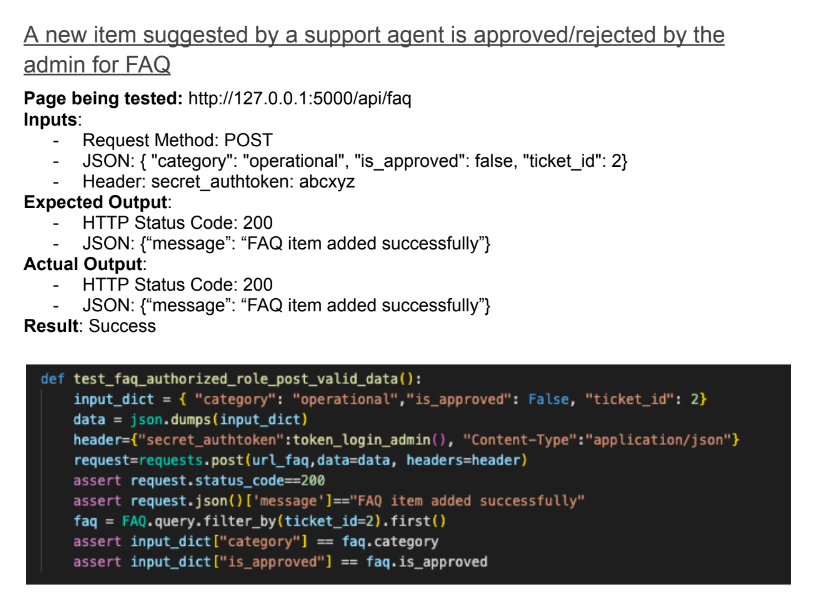 A new item suggested by a support agent is approved/rejected by the
admin for FAQ
Page being tested: http://127.0.0.1:5000/api/faq
Inputs:
- Request Method: POST
- JSON: { "category": "operational", "is_approved": false, "ticket_id": 2}
- Header: secret_authtoken: abcxyz
Expected Output:
- HTTP Status Code: 200
- JSON: {“message”: “FAQ item added successfully”}
Actual Output:
- HTTP Status Code: 200
- JSON: {“message”: “FAQ item added successfully”}
Result: Success
def test_faq_authorized_role_post_valid_data():
    input_dict = { "category": "operational","is_approved": False, "ticket_id": 2}
    data = json.dumps(input_dict)
    header={"secret_authtoken":token_login_admin(), "Content-Type":"application/json"}
    request=requests.post(url_faq,data=data, headers=header)
    assert request.status_code==200
    assert request.json()['message']=="FAQ item added successfully"
    faq = FAQ.query.filter_by(ticket_id=2).first()
    assert input_dict["category"] == faq.category
    assert input_dict["is_approved"] == faq.is_approved